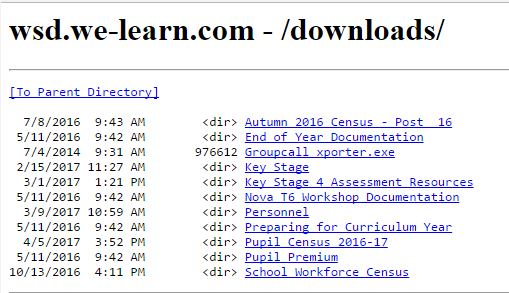 wsd.we-learn.com - /downloads/
[To Parent Directory]
7/8/2016 9:43 AM <dir> Autumn 2016 Census - Post 16
5/11/2016 9:42 AM <dir> End of Year Documentation
7/4/2014 9:31 AM 976612 Groupcall xporter.exe
2/15/2017 11:27 AM <dir> Key Stage
3/1/2017 1:21 PM <dir> Key Stage 4 Assessment Resources
5/11/2016 9:42 AM <dir> Nova T6 Workshop Documentation
3/9/2017 10:59 AM <dir> Personnel
5/11/2016 9:42 AM <dir> Preparing for Curriculum Year
4/5/2017 3:52 PM <dir> Pupil Census 2016-17
5/11/2016 9:42 AM <dir> Pupil Premium
10/13/2016 4:11 PM <dir> School Workforce Census